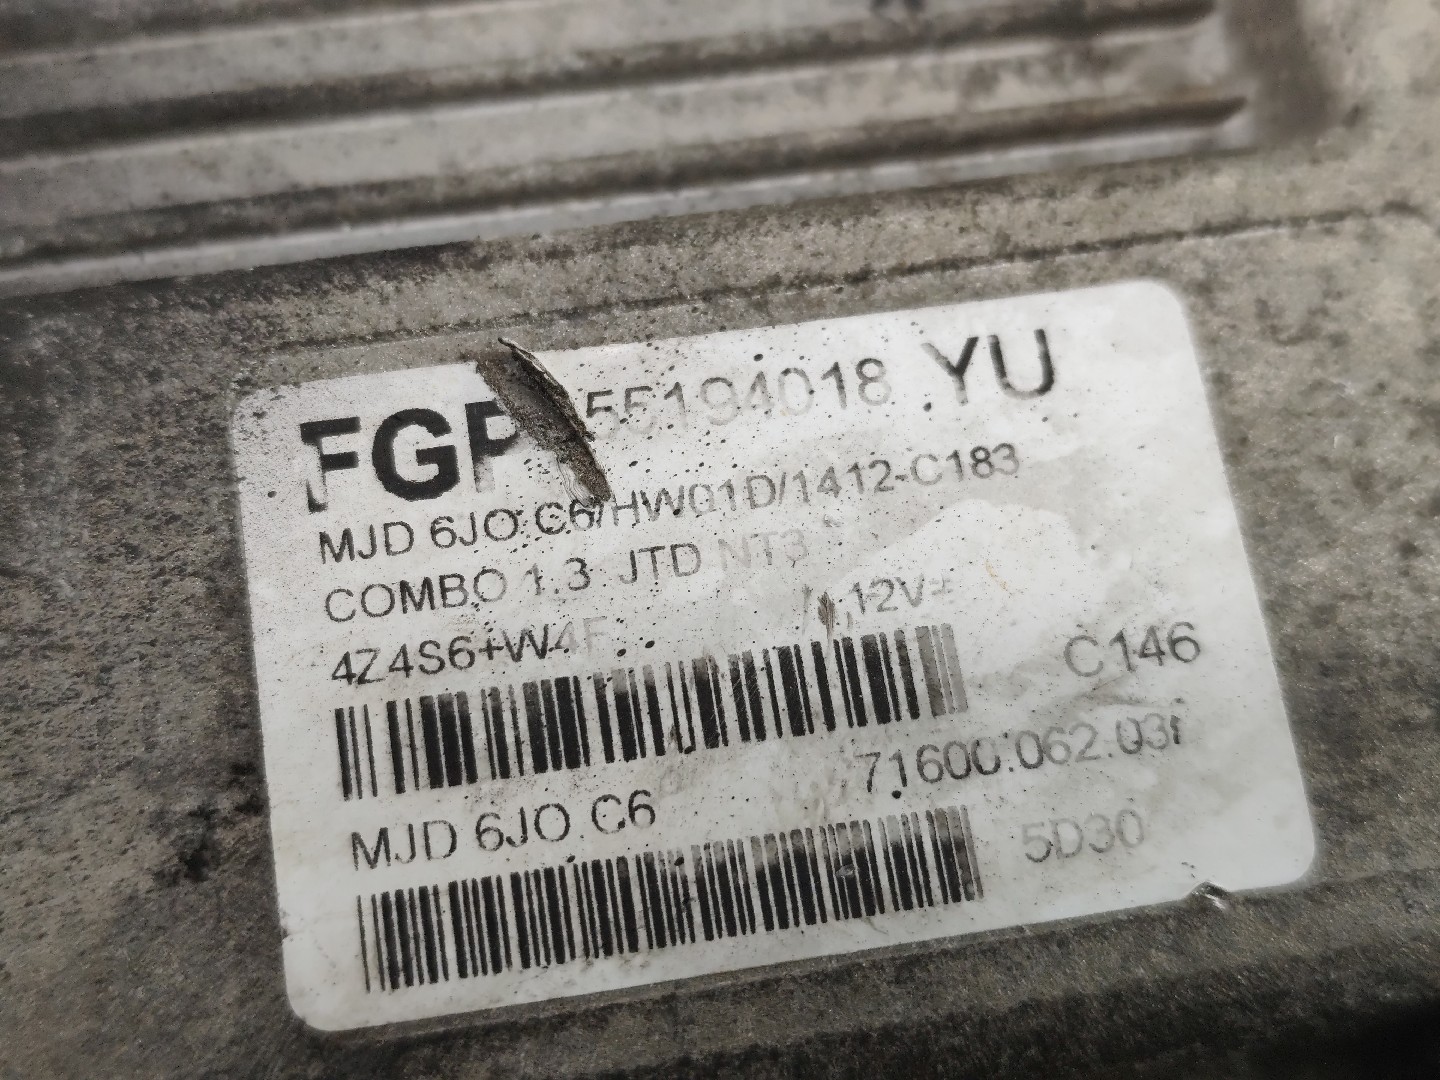 FGP 55194018 YU
MJD 6JO.C6/HW01D/1412-C183
COMBO 1.3 JTD NT3
4Z4S6+W4F 12V
C146
MJD 6JO.C6 71600.062.03
5D30